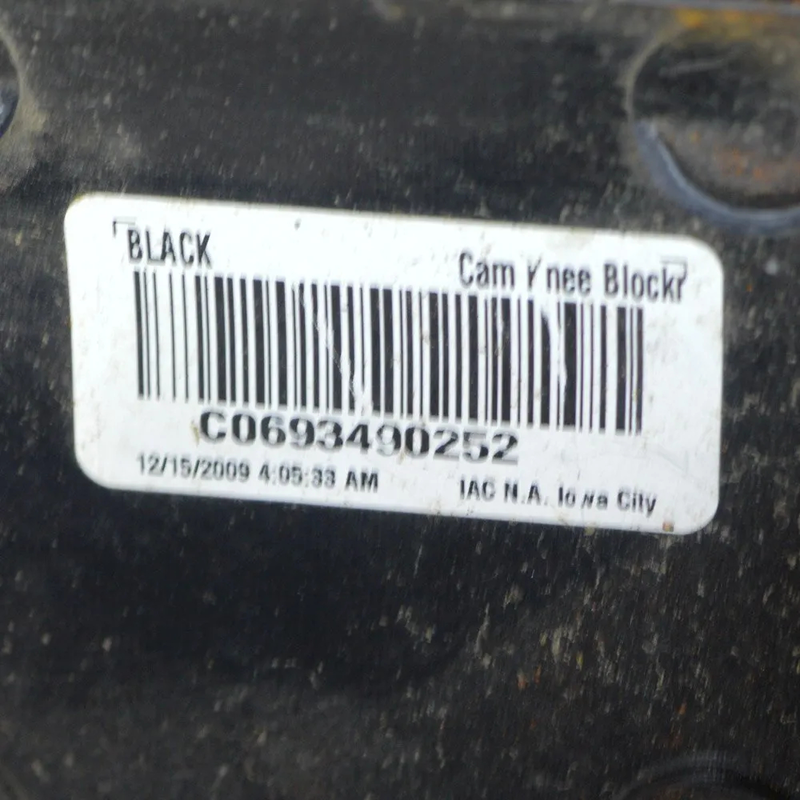 BLACK
Cam Knee Blockr
C0693490252
12/15/2009 4:05:33 AM
IAC N.A. Iowa City